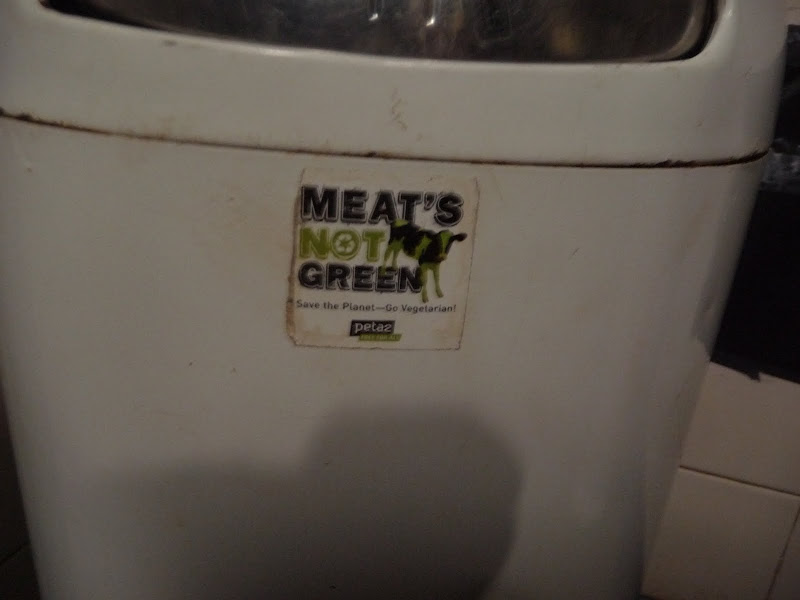 MEAT'S
NOT
GREEN
Save the Planet—Go Vegetarian!
peta2